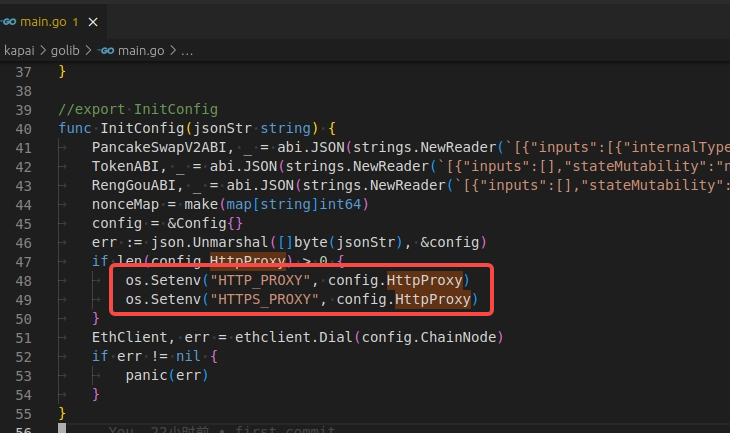 main.go 1 ×
kapai > golib > main.go > ...
37 }
38
39 //export InitConfig
40 func InitConfig(jsonStr string) {
41 PancakeSwapV2ABI, _ = abi.JSON(strings.NewReader(`[{"inputs":[{"internalType
42 TokenABI, _ = abi.JSON(strings.NewReader(`[{"inputs":[],"stateMutability":"n
43 RengGouABI, _ = abi.JSON(strings.NewReader(`[{"inputs":[],"stateMutability":
44 nonceMap = make(map[string]int64)
45 config = &Config{}
46 err := json.Unmarshal([]byte(jsonStr), &config)
47 if len(config.HttpProxy) > 0 {
48 os.Setenv("HTTP_PROXY", config.HttpProxy)
49 os.Setenv("HTTPS_PROXY", config.HttpProxy)
50 }
51 EthClient, err = ethclient.Dial(config.ChainNode)
52 if err != nil {
53 panic(err)
54 }
55 }
56 You, 22小时前 • first commit